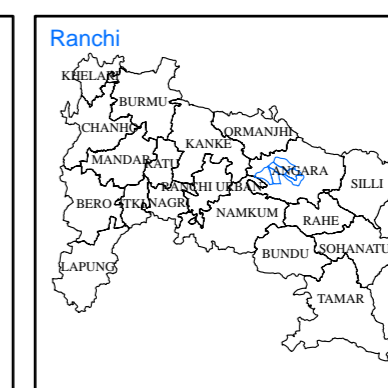 Ranchi
KHELARI
BURMU
CHANHO
ORMANJHI
KANKE
MANDAR
RATU
ANGARA
SILLI
RANCHI URBAN
BERO
ITKI
NAGRI
NAMKUM
RAHE
BUNDU
SOHANATU
LAPUNG
TAMAR